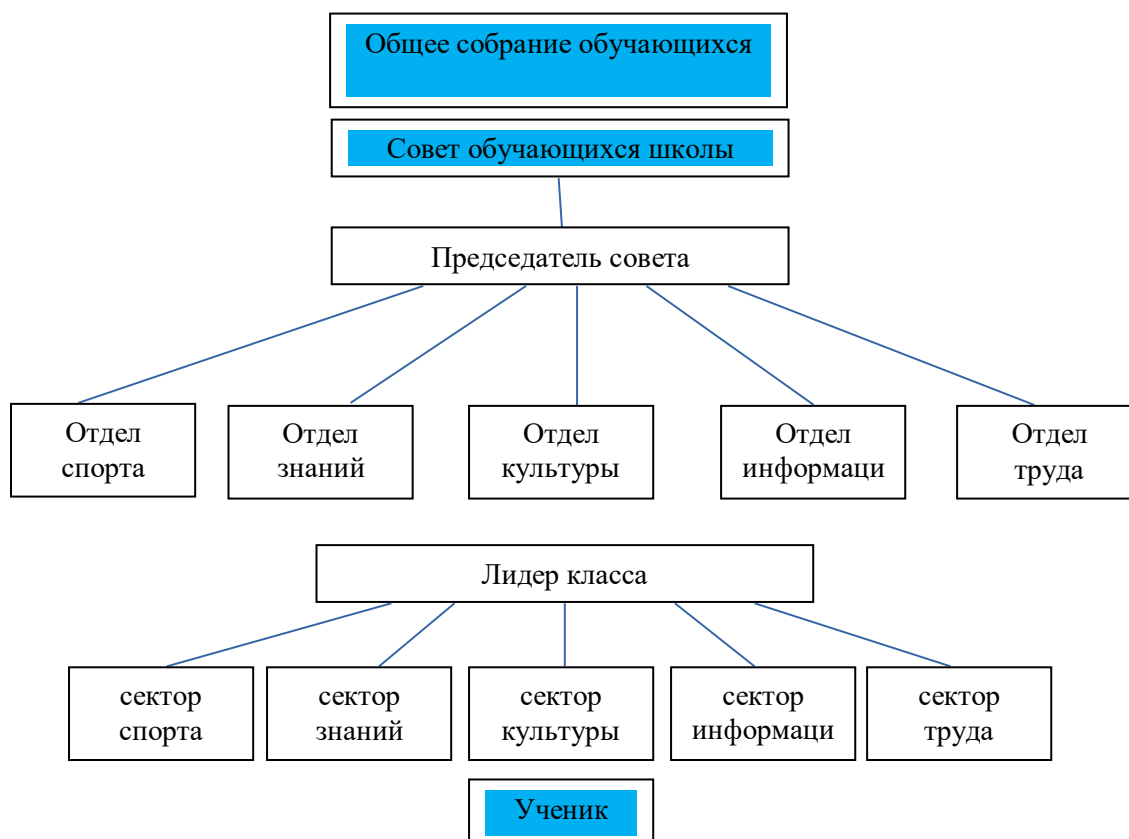 Общее собрание обучающихся
Совет обучающихся школы
Председатель совета
Отдел
спорта
Отдел
знаний
Отдел
культуры
Отдел
информаци
Отдел
труда
Лидер класса
сектор
спорта
сектор
знаний
сектор
культуры
сектор
информаци
сектор
труда
Ученик